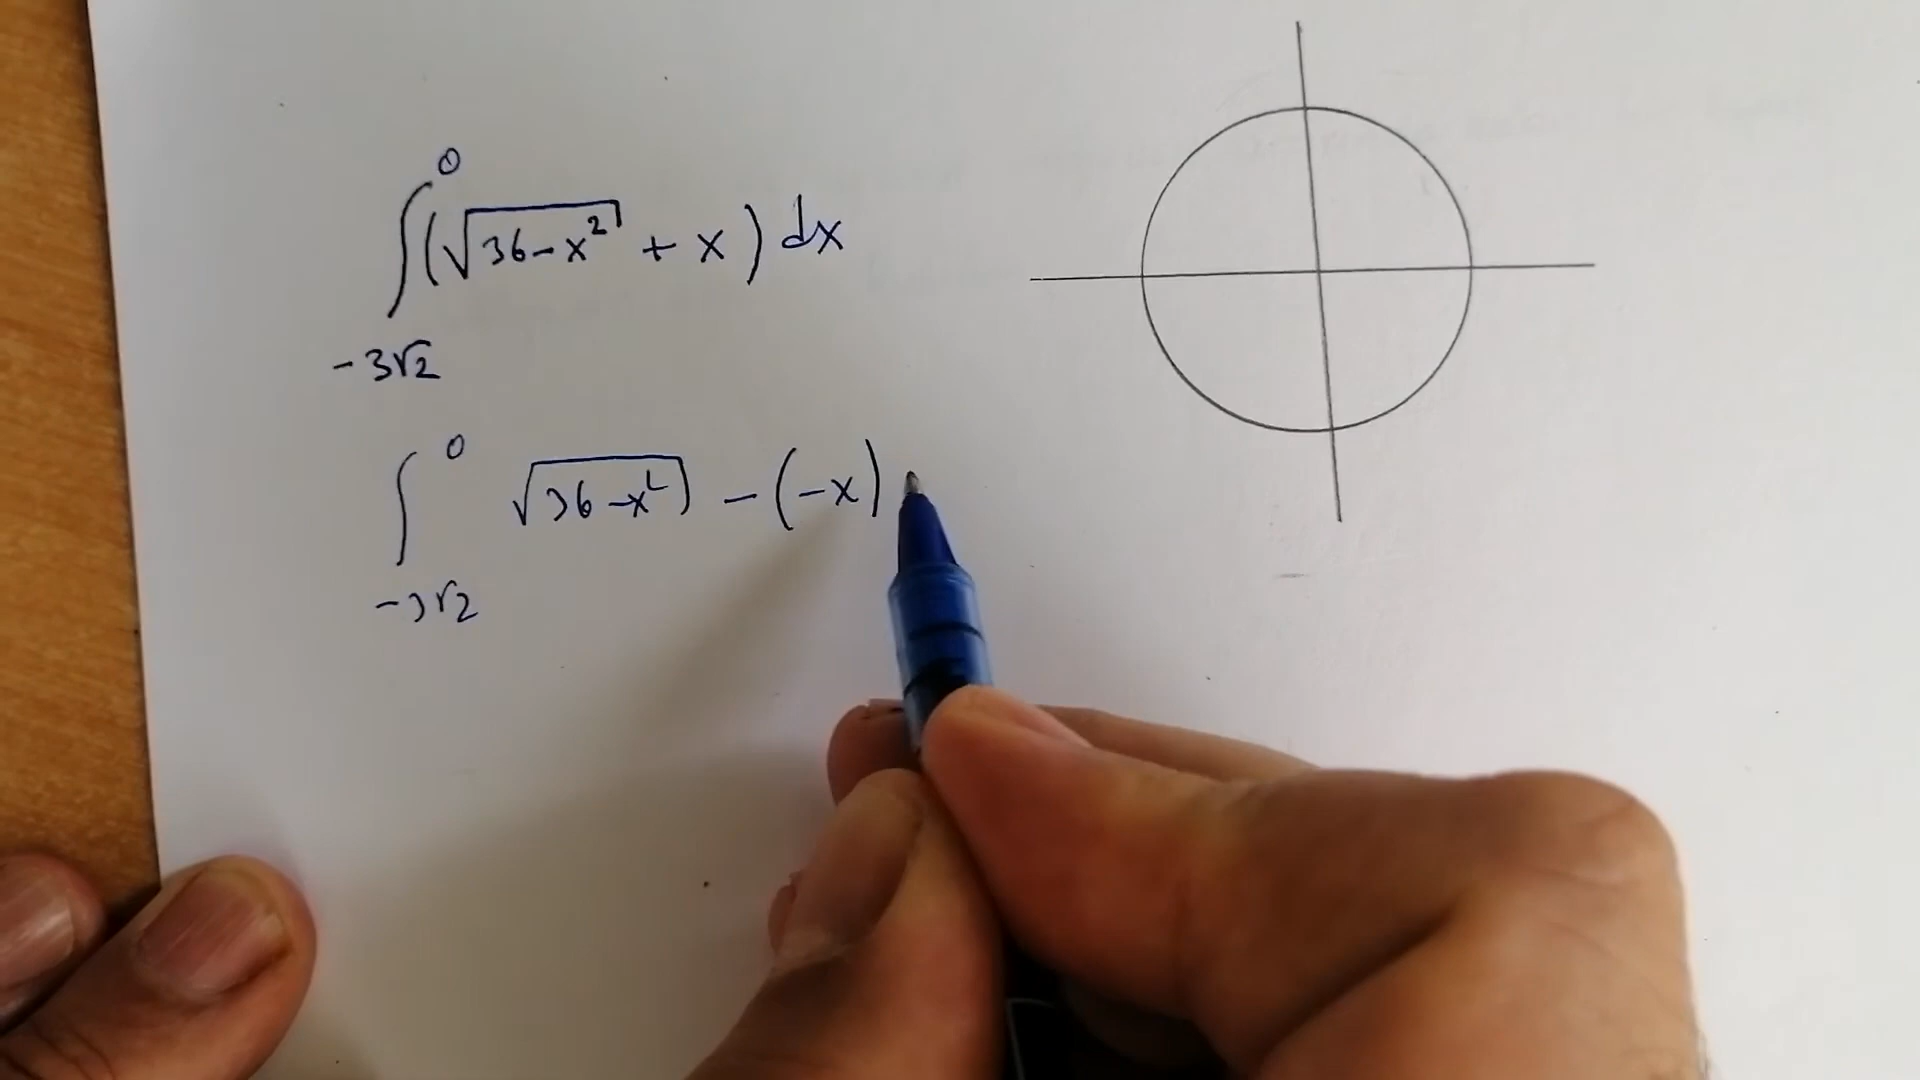 ∫_{-3√2}^{0} (√(36-x²) + x) dx
∫_{-3√2}^{0} √(36-x²) - (-x)